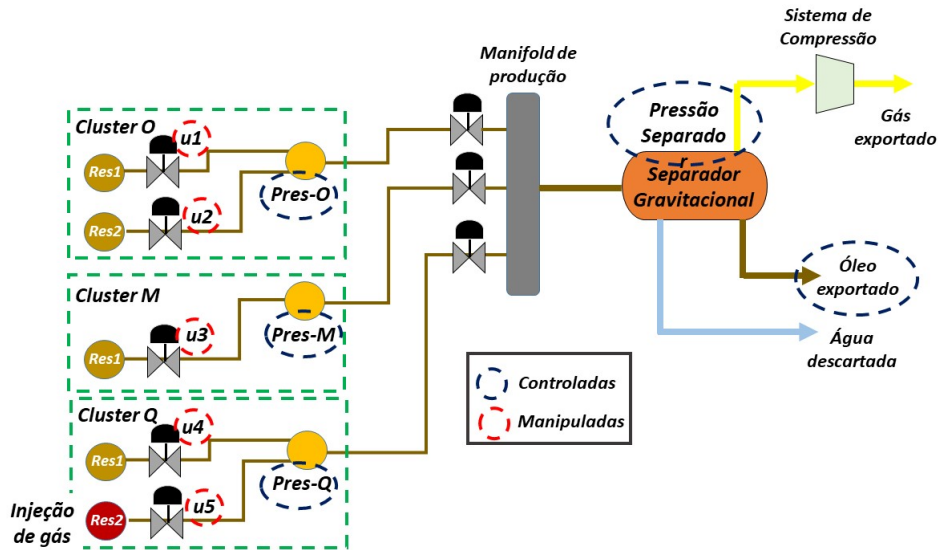 Cluster O
u1
Res1
Pres-O
Res2
u2
Cluster M
u3
Res1
Pres-M
Cluster Q
u4
Res1
Pres-Q
Injeção
de gás
Res2
u5
Manifold de
produção
Sistema de
Compressão
Gás
exportado
Pressão
Separado
r
Separador
Gravitacional
Óleo
exportado
Água
descartada
Controladas
Manipuladas